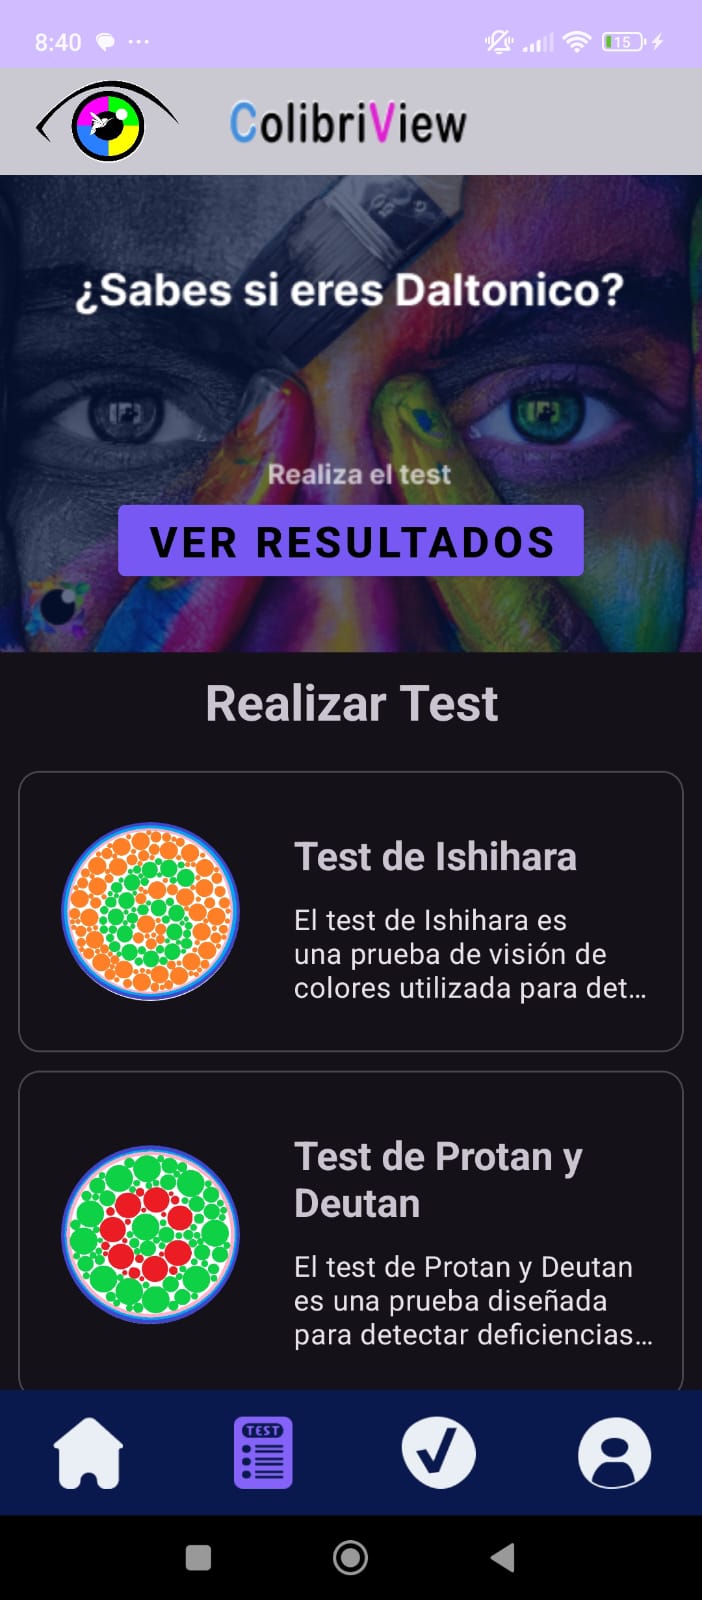 8:40
15
ColibriView
¿Sabes si eres Daltonico?
Realiza el test
VER RESULTADOS
Realizar Test
Test de Ishihara
El test de Ishihara es
una prueba de visión de
colores utilizada para det...
Test de Protan y
Deutan
El test de Protan y Deutan
es una prueba diseñada
para detectar deficiencias...
TEST